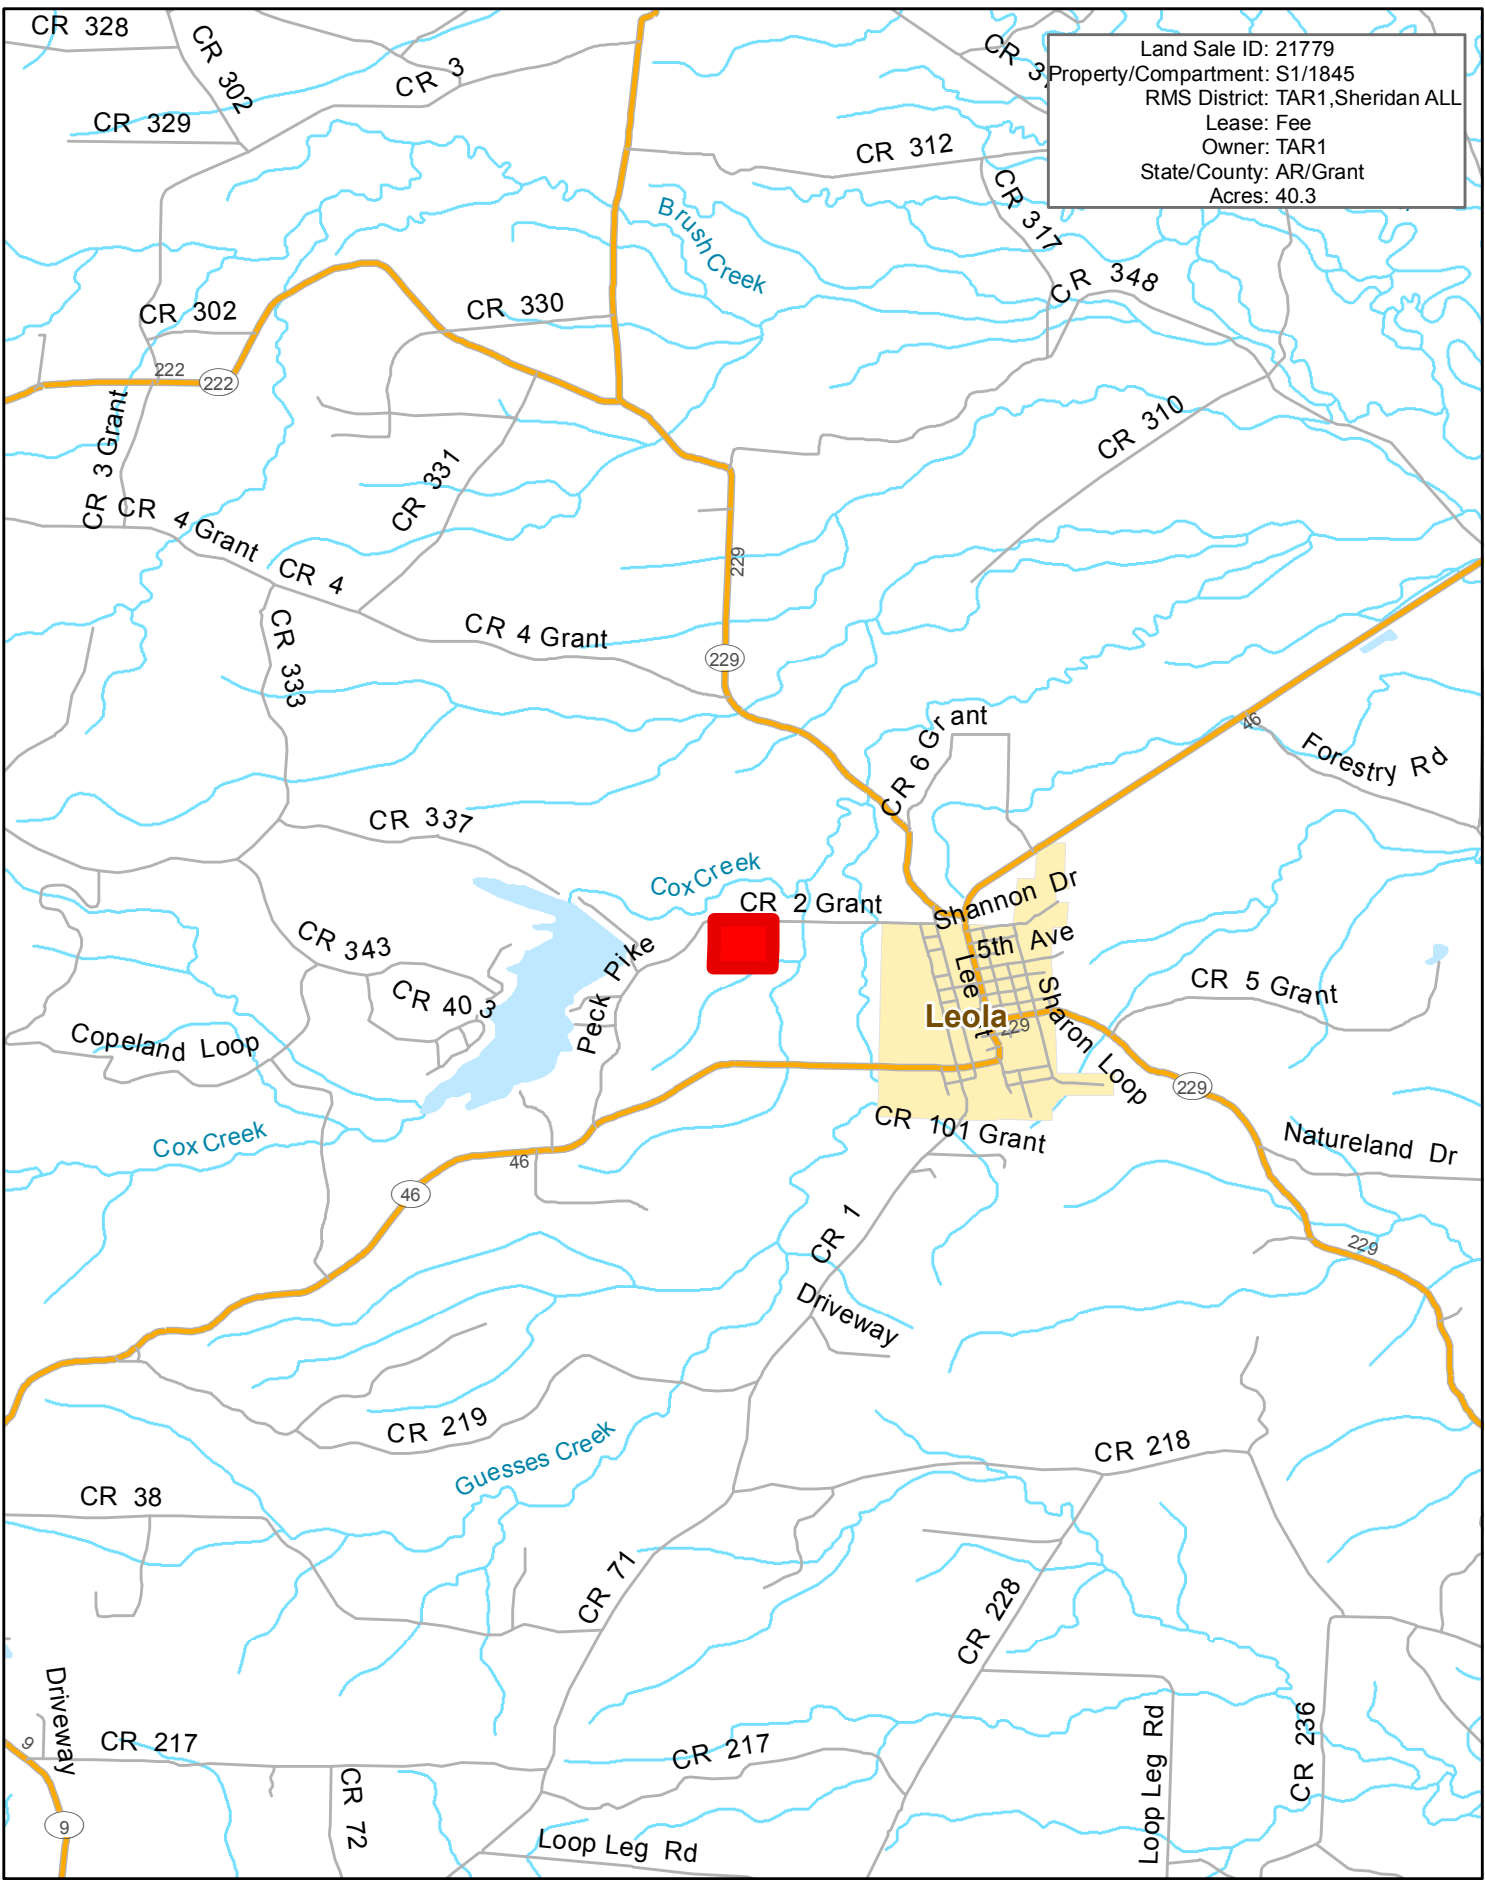 CR 328
CR 302
CR 3
CR 329
CR 3
Land Sale ID: 21779
Property/Compartment: S1/1845
RMS District: TAR1,Sheridan ALL
Lease: Fee
Owner: TAR1
State/County: AR/Grant
Acres: 40.3
CR 312
CR 317
Brush Creek
CR 348
CR 302
CR 330
222
222
CR 3 Grant
CR 310
CR 331
CR 4 Grant
CR 4
229
CR 4 Grant
CR 333
229
CR 6 Grant
46
Forestry Rd
CR 337
Cox Creek
CR 2 Grant
Shannon Dr
5th Ave
Lee
CR 343
Peck Pike
CR 40 3
CR 5 Grant
Leola
229
Sharon Loop
Copeland Loop
229
Cox Creek
CR 101 Grant
Natureland Dr
46
46
CR 1
229
Driveway
CR 219
CR 218
Guesses Creek
CR 38
CR 71
CR 228
Driveway
9
CR 217
CR 217
Loop Leg Rd
CR 236
CR 72
9
Loop Leg Rd